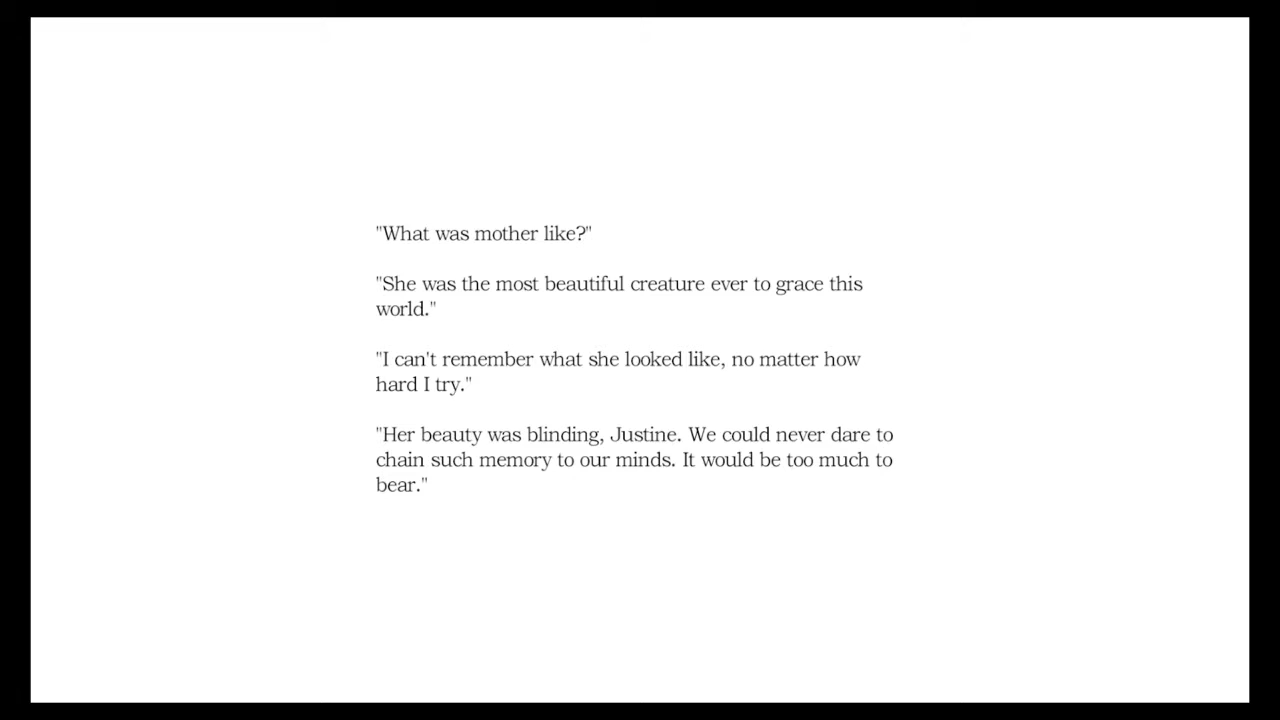 "What was mother like?"
"She was the most beautiful creature ever to grace this
world."
"I can't remember what she looked like, no matter how
hard I try."
"Her beauty was blinding, Justine. We could never dare to
chain such memory to our minds. It would be too much to
bear."